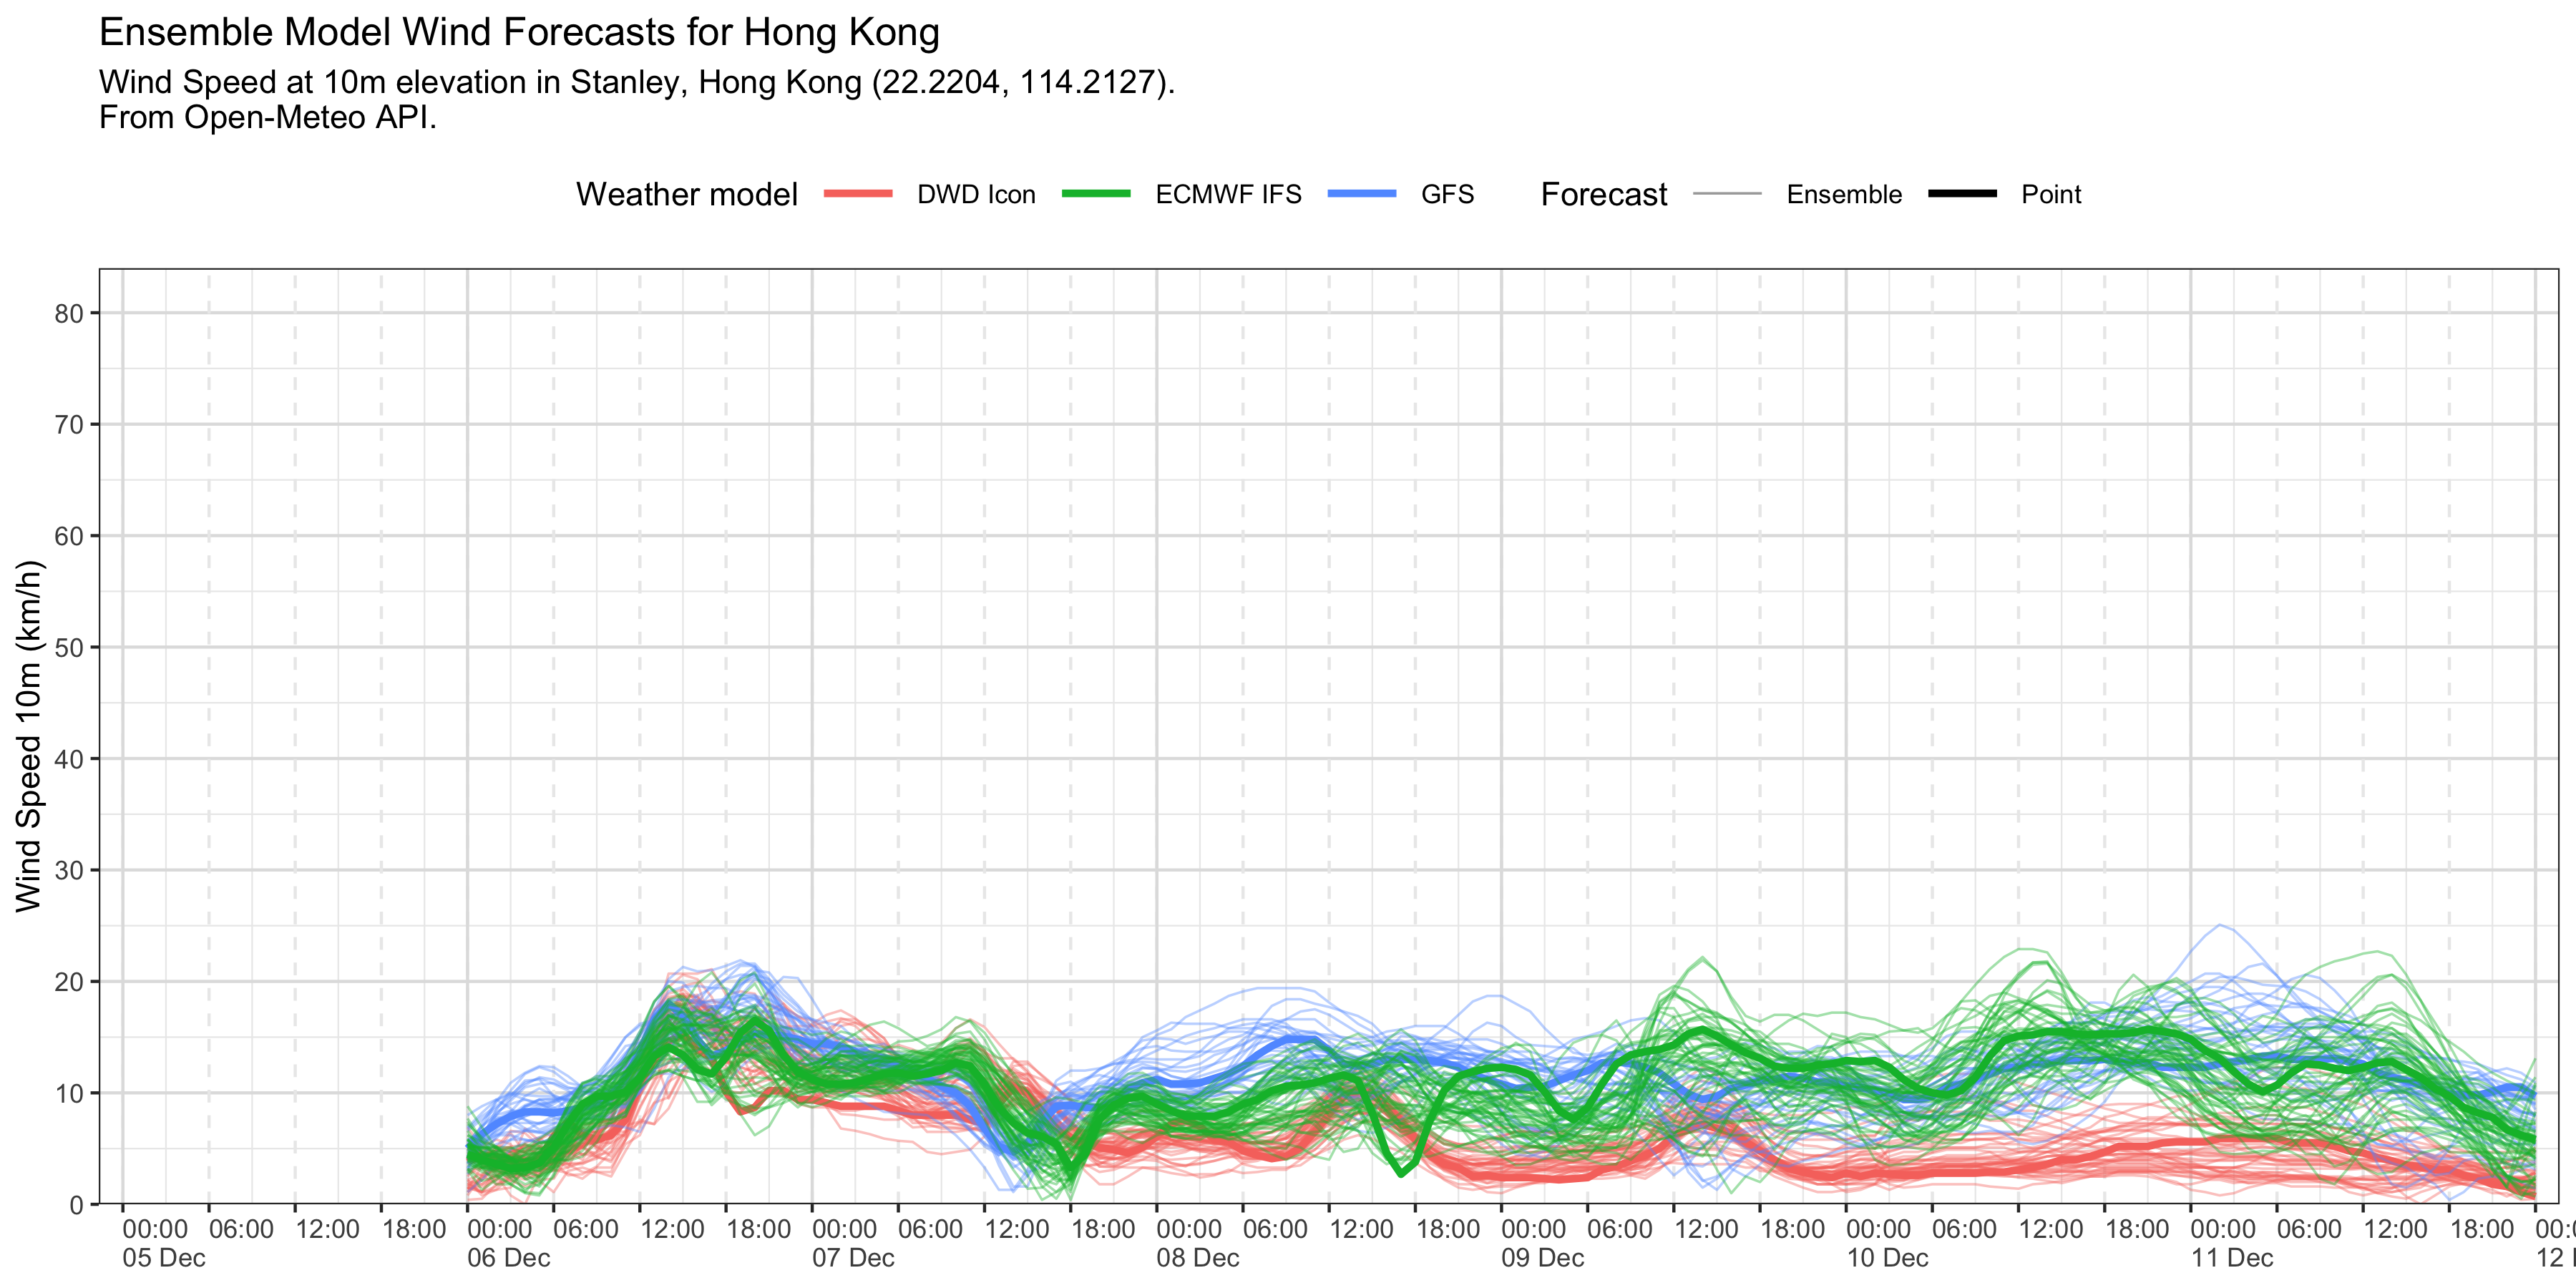 Ensemble Model Wind Forecasts for Hong Kong
Wind Speed at 10m elevation in Stanley, Hong Kong (22.2204, 114.2127).
From Open-Meteo API.
Weather model DWD Icon ECMWF IFS GFS Forecast Ensemble Point
Wind Speed 10m (km/h)
80
70
60
50
40
30
20
10
0
00:00 06:00 12:00 18:00 00:00 06:00 12:00 18:00 00:00 06:00 12:00 18:00 00:00 06:00 12:00 18:00 00:00 06:00 12:00 18:00 00:00 06:00 12:00 18:00 00:00 06:00 12:00 18:00
05 Dec 06 Dec 07 Dec 08 Dec 09 Dec 10 Dec 11 Dec 12